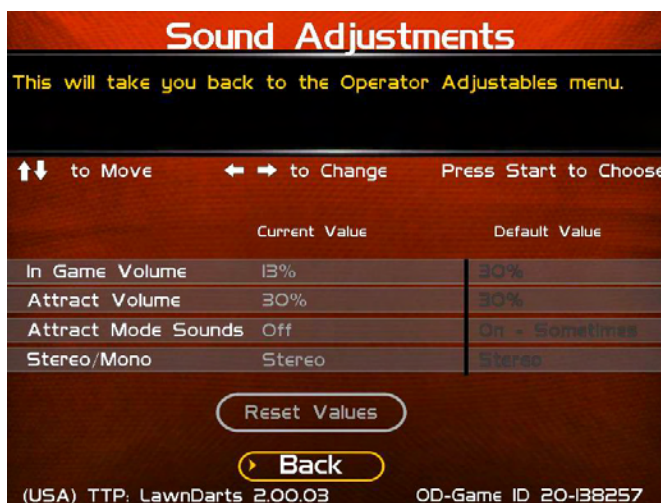 Sound Adjustments
This will take you back to the Operator Adjustables menu.
to Move to Change Press Start to Choose
Current Value Default Value
In Game Volume 13% 30%
Attract Volume 30% 30%
Attract Mode Sounds Off On - Sometimes
Stereo/Mono Stereo Stereo
Reset Values
Back
(USA) TTP: LawnDarts 2.00.03 OD-Game ID 20-138257